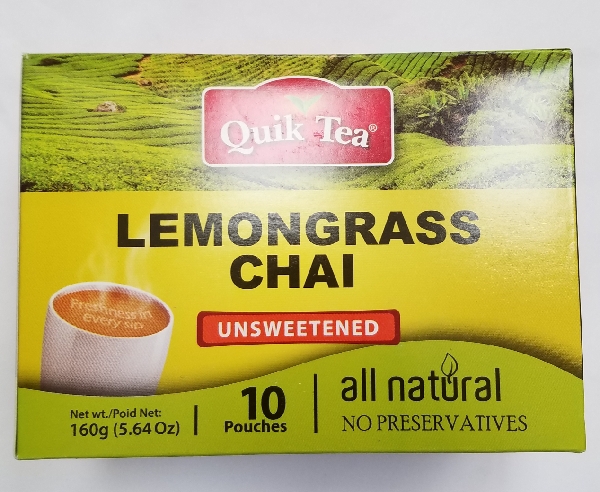 Quik Tea®
LEMONGRASS
CHAI
UNSWEETENED
Freshness in
every sip
Net wt./Poid Net:
160g (5.64 Oz)
10
Pouches
all natural
NO PRESERVATIVES